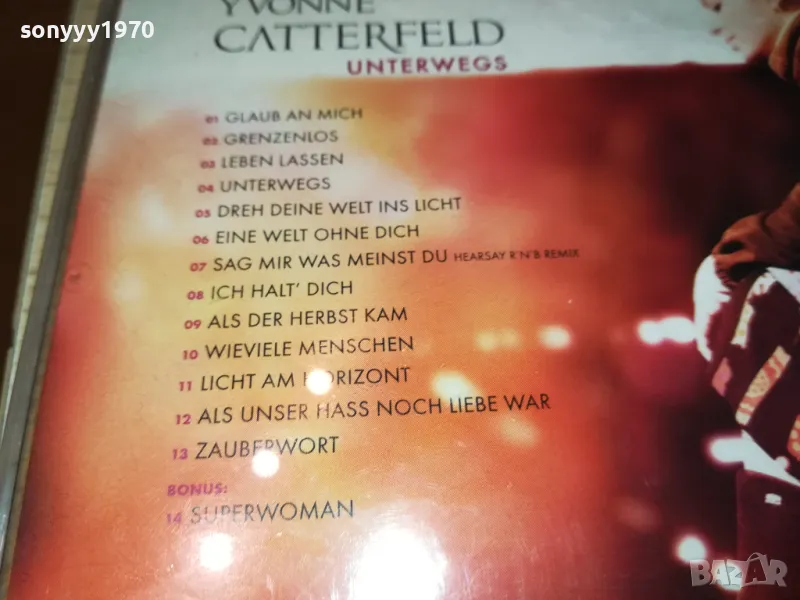 sonyyy1970
YVONNE
CATTERFELD
UNTERWEGS
01 GLAUB AN MICH
02 GRENZENLOS
03 LEBEN LASSEN
04 UNTERWEGS
05 DREH DEINE WELT INS LICHT
06 EINE WELT OHNE DICH
07 SAG MIR WAS MEINST DU HEARSAY R'N'B REMIX
08 ICH HALT' DICH
09 ALS DER HERBST KAM
10 WIEVIELE MENSCHEN
11 LICHT AM HORIZONT
12 ALS UNSER HASS NOCH LIEBE WAR
13 ZAUBERWORT
BONUS:
14 SUPERWOMAN
BAZAR